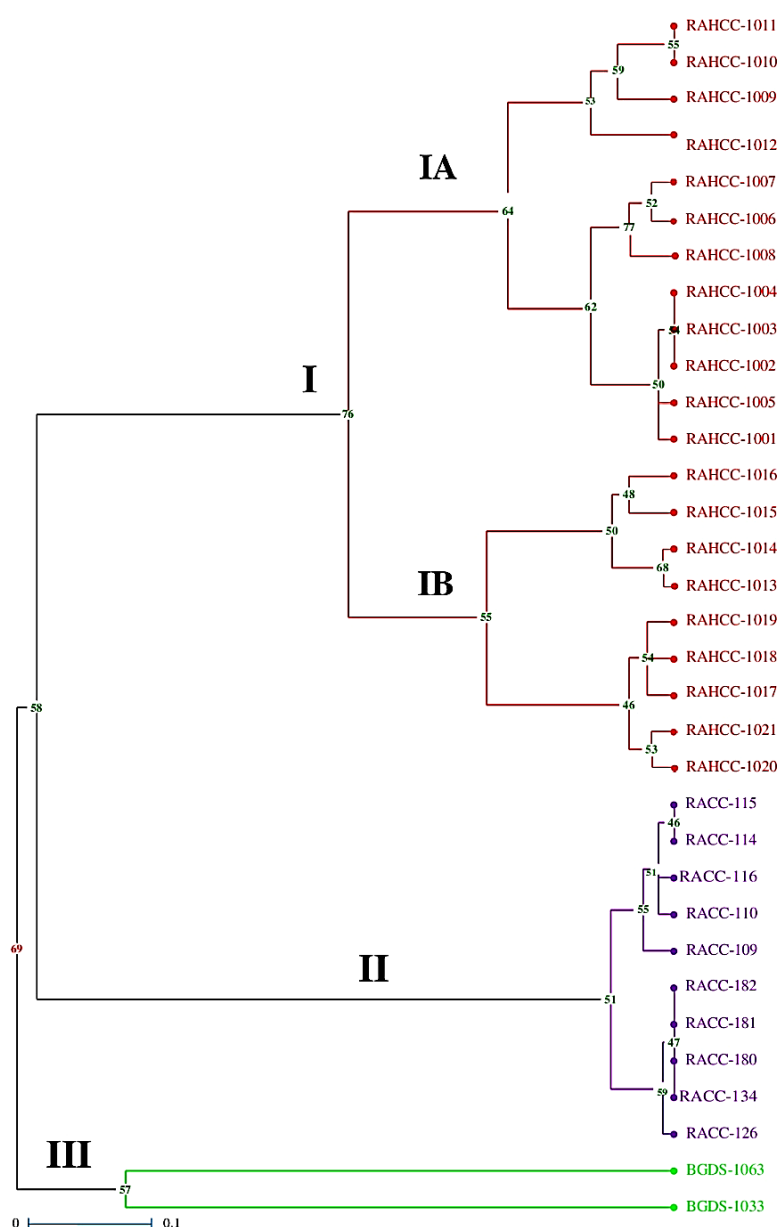 RAHCC-1011
55
RAHCC-1010
59
RAHCC-1009
53
RAHCC-1012
IA
RAHCC-1007
52
64
RAHCC-1006
77
RAHCC-1008
RAHCC-1004
62
54 RAHCC-1003
RAHCC-1002
I
50
RAHCC-1005
76
RAHCC-1001
RAHCC-1016
48
RAHCC-1015
50
RAHCC-1014
68
IB
RAHCC-1013
55
RAHCC-1019
54 RAHCC-1018
RAHCC-1017
58
46
RAHCC-1021
53
RAHCC-1020
RACC-115
46
RACC-114
51 RACC-116
55
RACC-110
69
RACC-109
II
RACC-182
51
RACC-181
47
RACC-180
59 RACC-134
RACC-126
III
BGDS-1063
57
BGDS-1033
0 0.1